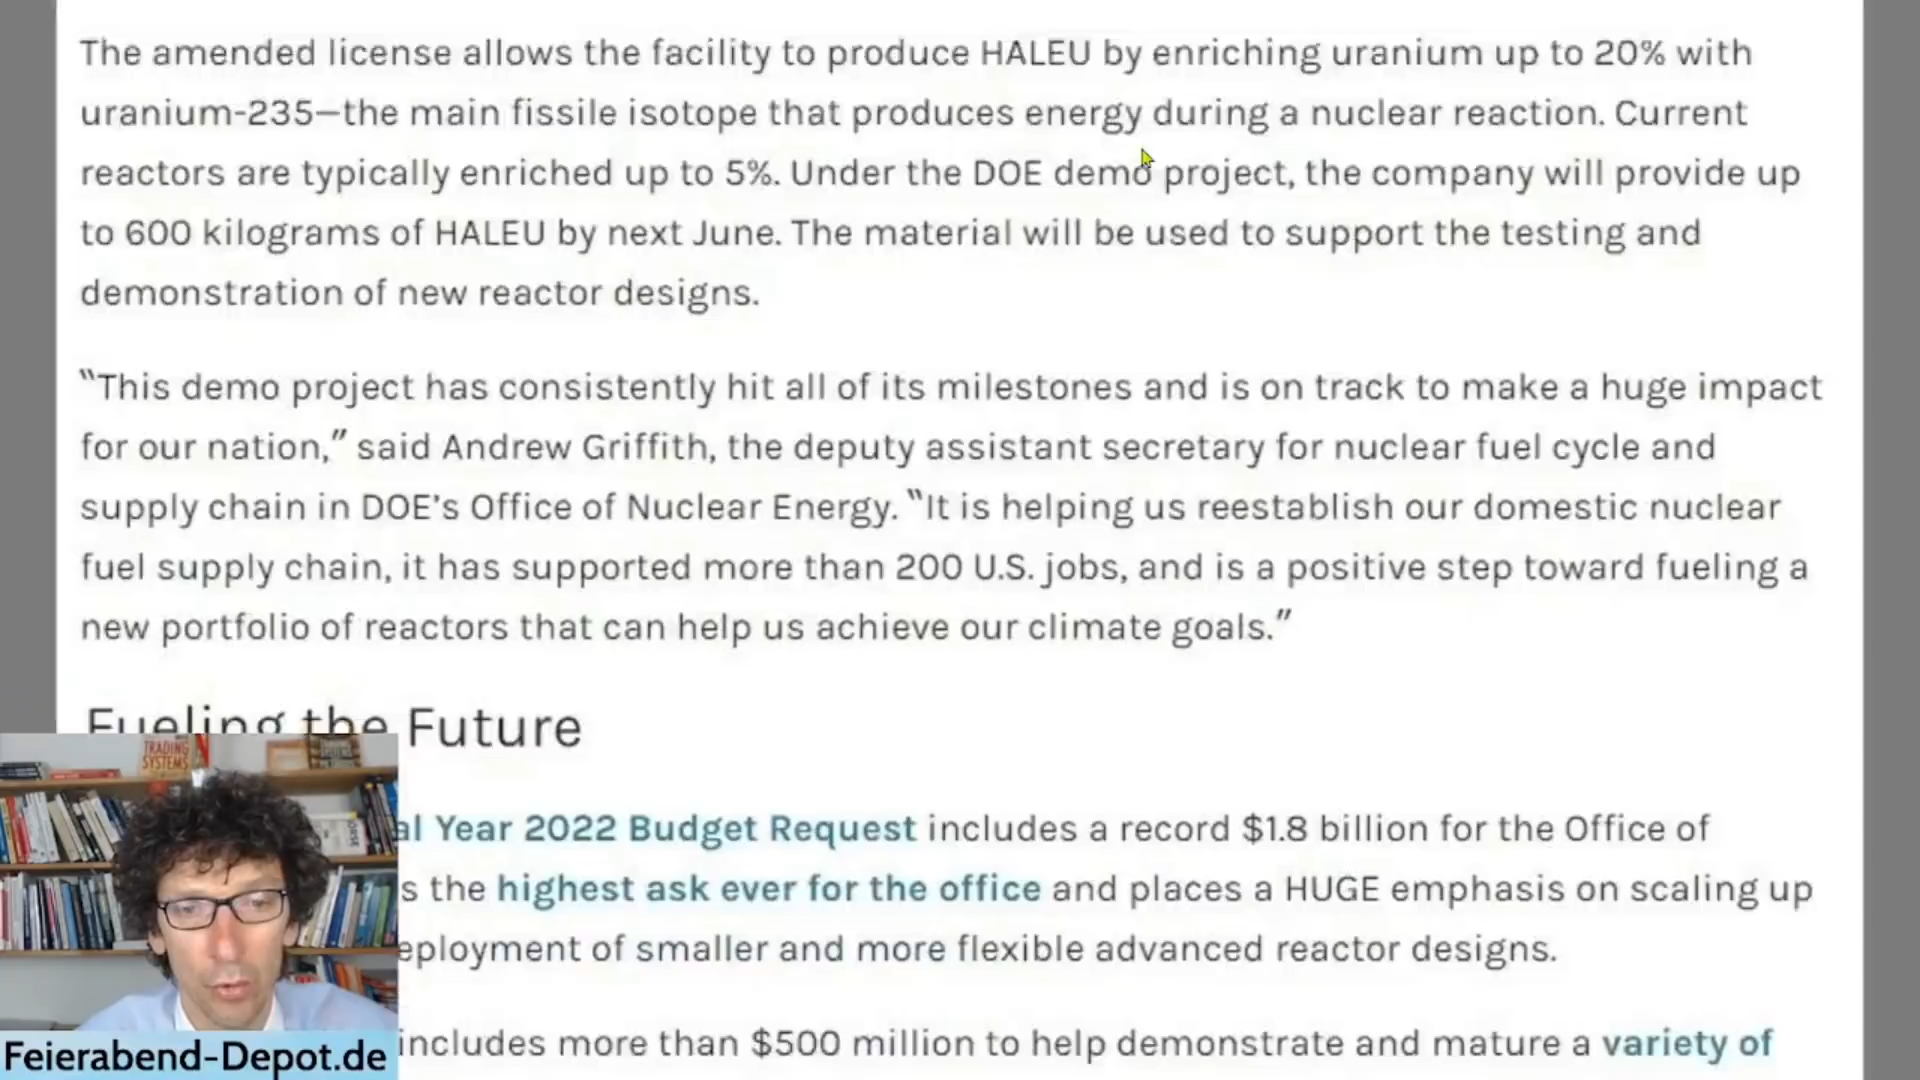 The amended license allows the facility to produce HALEU by enriching uranium up to 20% with
uranium-235—the main fissile isotope that produces energy during a nuclear reaction. Current
reactors are typically enriched up to 5%. Under the DOE demo project, the company will provide up
to 600 kilograms of HALEU by next June. The material will be used to support the testing and
demonstration of new reactor designs.
“This demo project has consistently hit all of its milestones and is on track to make a huge impact
for our nation,” said Andrew Griffith, the deputy assistant secretary for nuclear fuel cycle and
supply chain in DOE's Office of Nuclear Energy. “It is helping us reestablish our domestic nuclear
fuel supply chain, it has supported more than 200 U.S. jobs, and is a positive step toward fueling a
new portfolio of reactors that can help us achieve our climate goals.”
Fueling the Future
al Year 2022 Budget Request includes a record $1.8 billion for the Office of
s the highest ask ever for the office and places a HUGE emphasis on scaling up
eployment of smaller and more flexible advanced reactor designs.
includes more than $500 million to help demonstrate and mature a variety of
TRADING
SYSTEMS
Feierabend-Depot.de